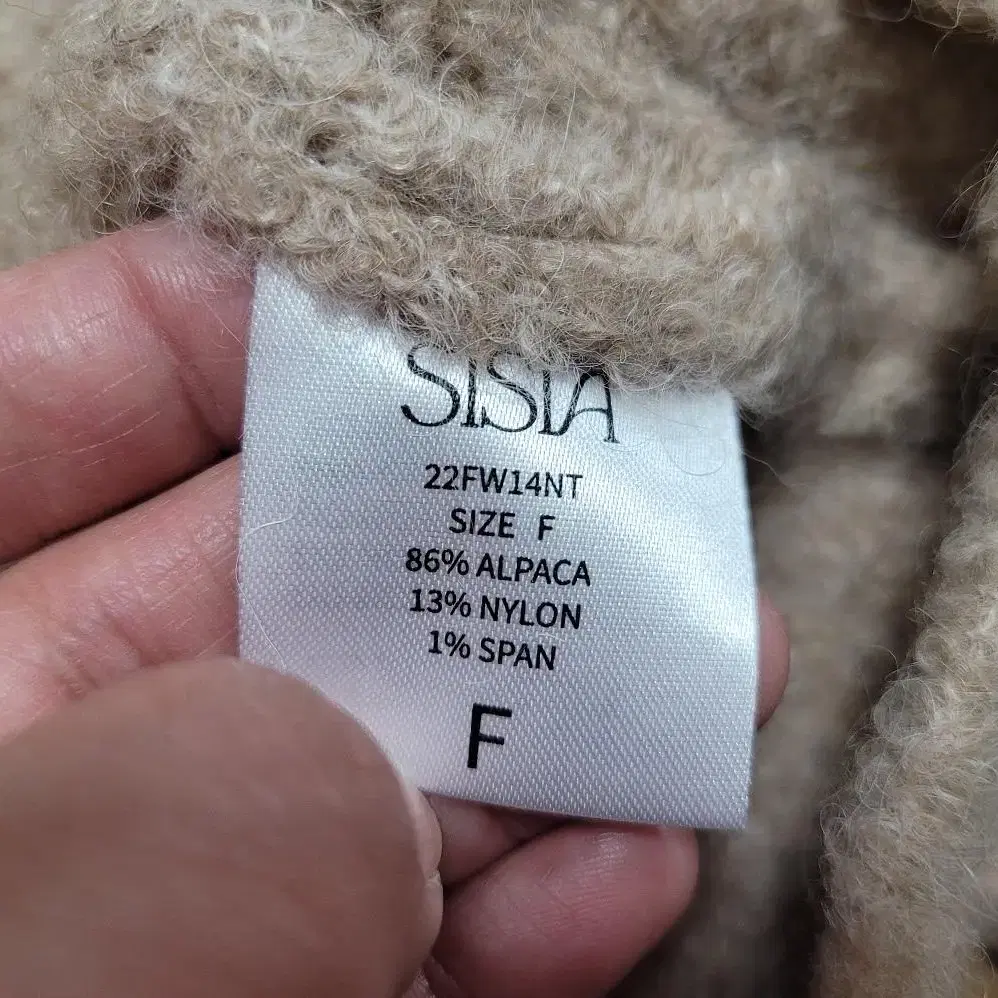 SISIA
22FW14NT
SIZE F
86% ALPACA
13% NYLON
1% SPAN
F